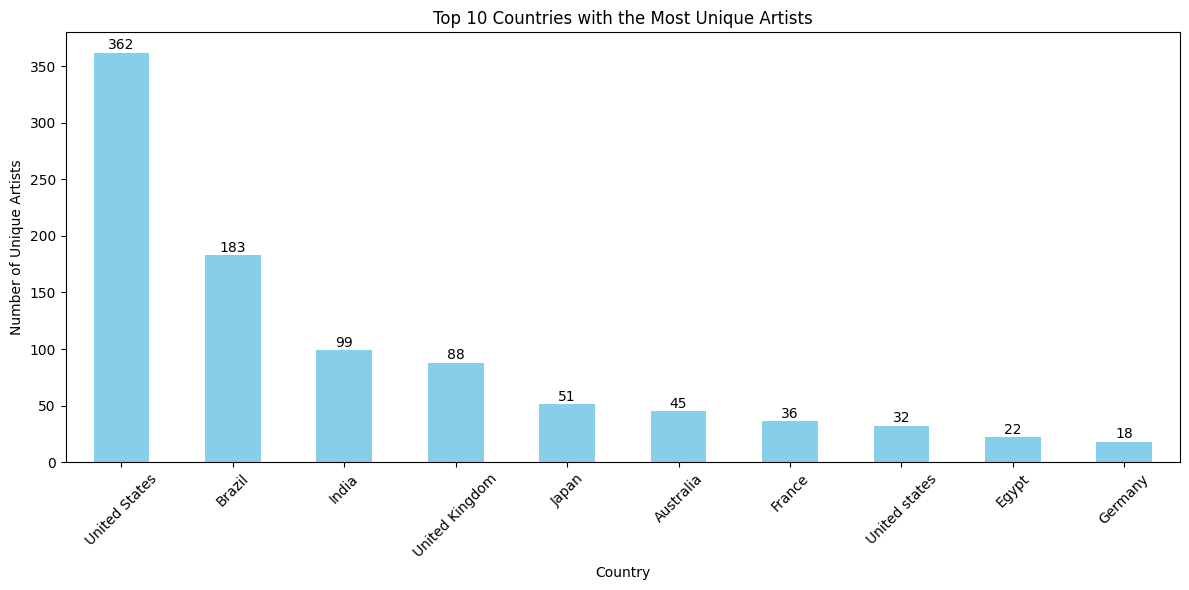 Top 10 Countries with the Most Unique Artists
Number of Unique Artists
350
300
250
200
150
100
50
0
362
183
99
88
51
45
36
32
22
18
United States
Brazil
India
United Kingdom
Japan
Australia
France
United states
Egypt
Germany
Country